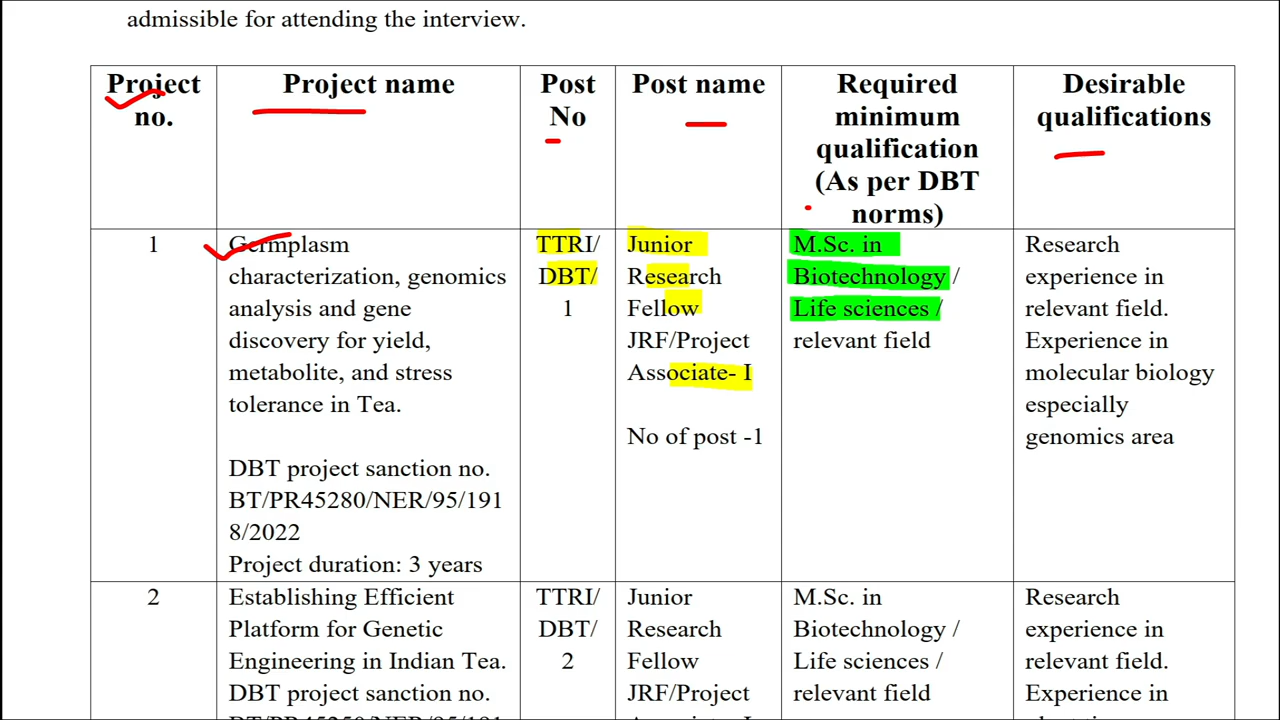 admissible for attending the interview.
Project no.
Project name
Post No
Post name
Required minimum qualification (As per DBT norms)
Desirable qualifications
1
Germplasm
characterization, genomics
analysis and gene
discovery for yield,
metabolite, and stress
tolerance in Tea.
DBT project sanction no.
BT/PR45280/NER/95/191
8/2022
Project duration: 3 years
TTRI/
DBT/
1
Junior
Research
Fellow
JRF/Project
Associate- I
No of post -1
M.Sc. in
Biotechnology /
Life sciences /
relevant field
Research
experience in
relevant field.
Experience in
molecular biology
especially
genomics area
2
Establishing Efficient
Platform for Genetic
Engineering in Indian Tea.
DBT project sanction no.
TTRI/
DBT/
2
Junior
Research
Fellow
JRF/Project
M.Sc. in
Biotechnology /
Life sciences /
relevant field
Research
experience in
relevant field.
Experience in